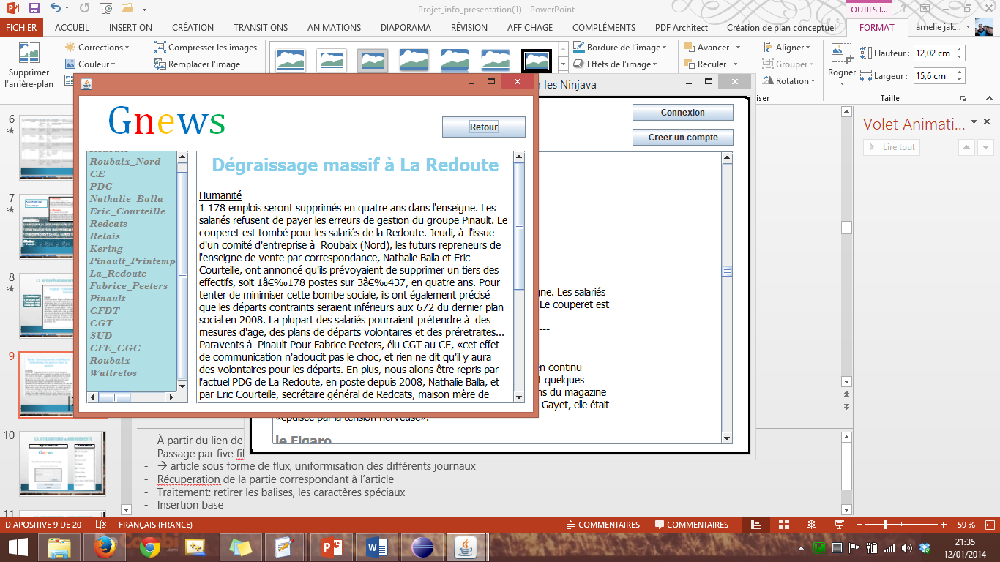 Projet_info_presentation(1) - PowerPoint
OUTILS I...
FICHIER ACCUEIL INSERTION CRÉATION TRANSITIONS ANIMATIONS DIAPORAMA RÉVISION AFFICHAGE COMPLÉMENTS PDF Architect Création de plan conceptuel FORMAT amelie jak...
Supprimer
l'arrière-plan
Corrections
Couleur
Compresser les images
Remplacer l'image
Bordure de l'image
Effets de l'image
Avancer
Reculer
Aligner
Grouper
Rotation
Rogner
Hauteur : 12,02 cm
Largeur : 15,6 cm
Taille
r les Ninjava
Connexion
Creer un compte
Gnews
Retour
Roubaix_Nord
CE
PDG
Nathalie_Balla
Eric_Courteille
Redcats
Relais
Kering
Pinault_Printemp
La_Redoute
Fabrice_Peeters
Pinault
CFDT
CGT
SUD
CFE_CGC
Roubaix
Wattrelos
Dégraissage massif à La Redoute
Humanité
1 178 emplois seront supprimés en quatre ans dans l'enseigne. Les
salariés refusent de payer les erreurs de gestion du groupe Pinault. Le
couperet est tombé pour les salariés de la Redoute. Jeudi, à l'issue
d'un comité d'entreprise à Roubaix (Nord), les futurs repreneurs de
l'enseigne de vente par correspondance, Nathalie Balla et Eric
Courteille, ont annoncé qu'ils prévoyaient de supprimer un tiers des
effectifs, soit 1â€‰178 postes sur 3â€‰437, en quatre ans. Pour
tenter de minimiser cette bombe sociale, ils ont également précisé
que les départs contraints seraient inférieurs aux 672 du dernier plan
social en 2008. La plupart des salariés pourraient prétendre à des
mesures d'age, des plans de départs volontaires et des préretraites...
Paravents à Pinault Pour Fabrice Peeters, élu CGT au CE, «cet effet
de communication n'adoucit pas le choc, et rien ne dit qu'il y aura
des volontaires pour les départs. En plus, nous allons être repris par
l'actuel PDG de La Redoute, en poste depuis 2008, Nathalie Balla, et
par Eric Courteille, secrétaire général de Redcats, maison mère de
---
gne. Les salariés
Le couperet est
---
en continu
t quelques
ns du magazine
Gayet, elle était
«épuisée par la tension nerveuse».
le Figaro
iser
Volet Animati...
Lire tout
6
7
8
9
10
11
- À partir du lien de
- Passage par five fil
- → article sous forme de flux, uniformisation des différents journaux
- Récuperation de la partie correspondant à l'article
- Traitement: retirer les balises, les caractères spéciaux
- Insertion base
DIAPOSITIVE 9 DE 20 FRANÇAIS (FRANCE) COMMENTAIRES COMMENTAIRES 59 %
21:35
12/01/2014